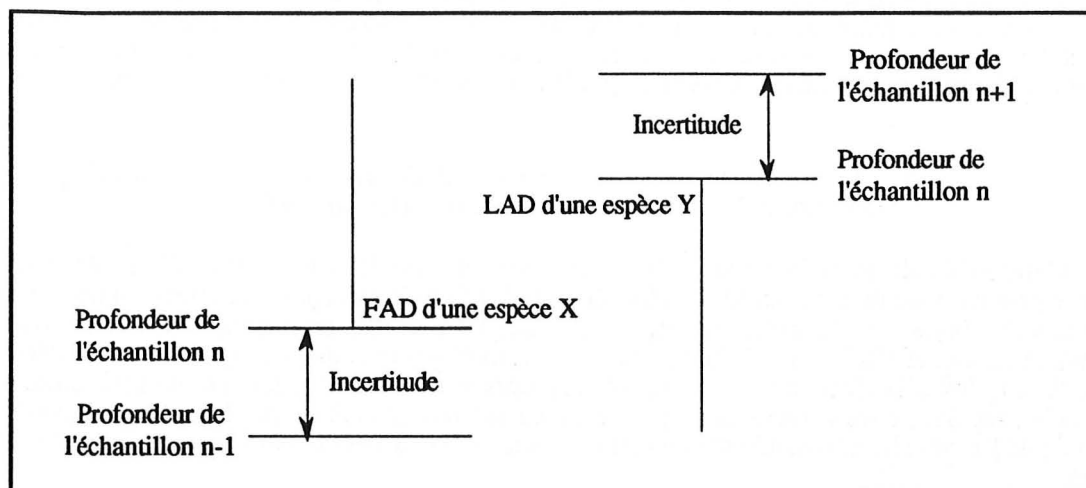 Profondeur de
l'échantillon n+1
Incertitude
Profondeur de
l'échantillon n
LAD d'une espèce Y
FAD d'une espèce X
Profondeur de
l'échantillon n
Incertitude
Profondeur de
l'échantillon n-1